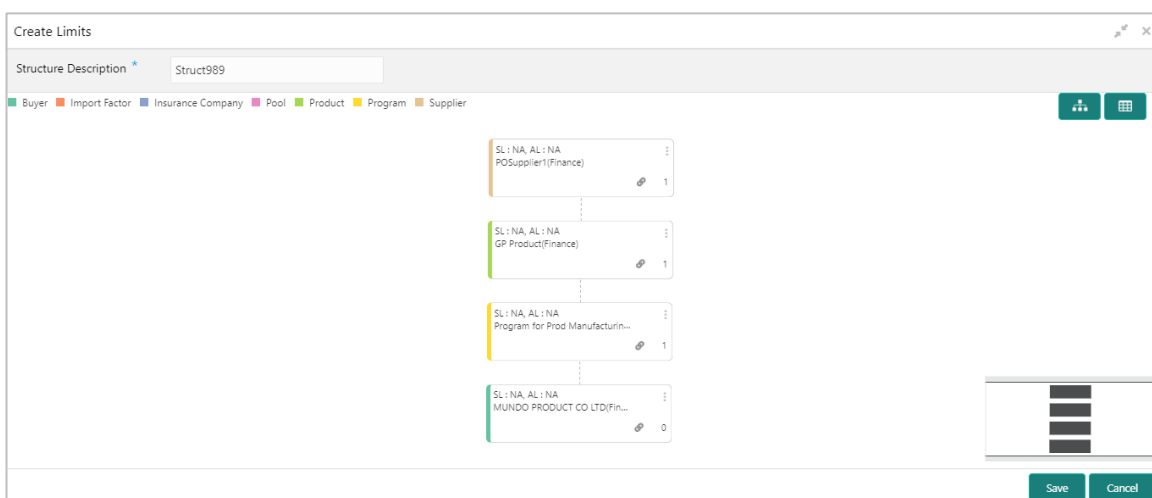 Create Limits
Structure Description * Struct989
Buyer Import Factor Insurance Company Pool Product Program Supplier
SL : NA, AL : NA
POSupplier1(Finance)
1
SL : NA, AL : NA
GP Product(Finance)
1
SL : NA, AL : NA
Program for Prod Manufacturin...
1
SL : NA, AL : NA
MUNDO PRODUCT CO LTD(Fin...
0
Save Cancel